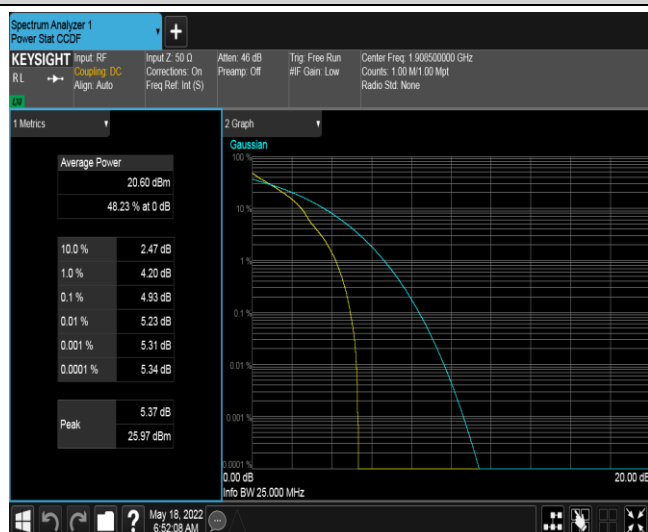 Spectrum Analyzer 1
Power Stat CCDF
KEYSIGHT
RL
LXI
Input: RF
Coupling: DC
Align: Auto
Input Z: 50 Ω
Corrections: On
Freq Ref: Int (S)
Atten: 46 dB
Preamp: Off
Trig: Free Run
#IF Gain: Low
Center Freq: 1.908500000 GHz
Counts: 1.00 M/1.00 Mpt
Radio Std: None
1 Metrics
Average Power
20.60 dBm
48.23 % at 0 dB
10.0 % 2.47 dB
1.0 % 4.20 dB
0.1 % 4.93 dB
0.01 % 5.23 dB
0.001 % 5.31 dB
0.0001 % 5.34 dB
Peak
5.37 dB
25.97 dBm
2 Graph
Gaussian
100 %
10 %
1 %
0.1 %
0.01 %
0.001 %
0.0001 %
0.00 dB 20.00 dB
Info BW 25.000 MHz
May 18, 2022
6:52:08 AM